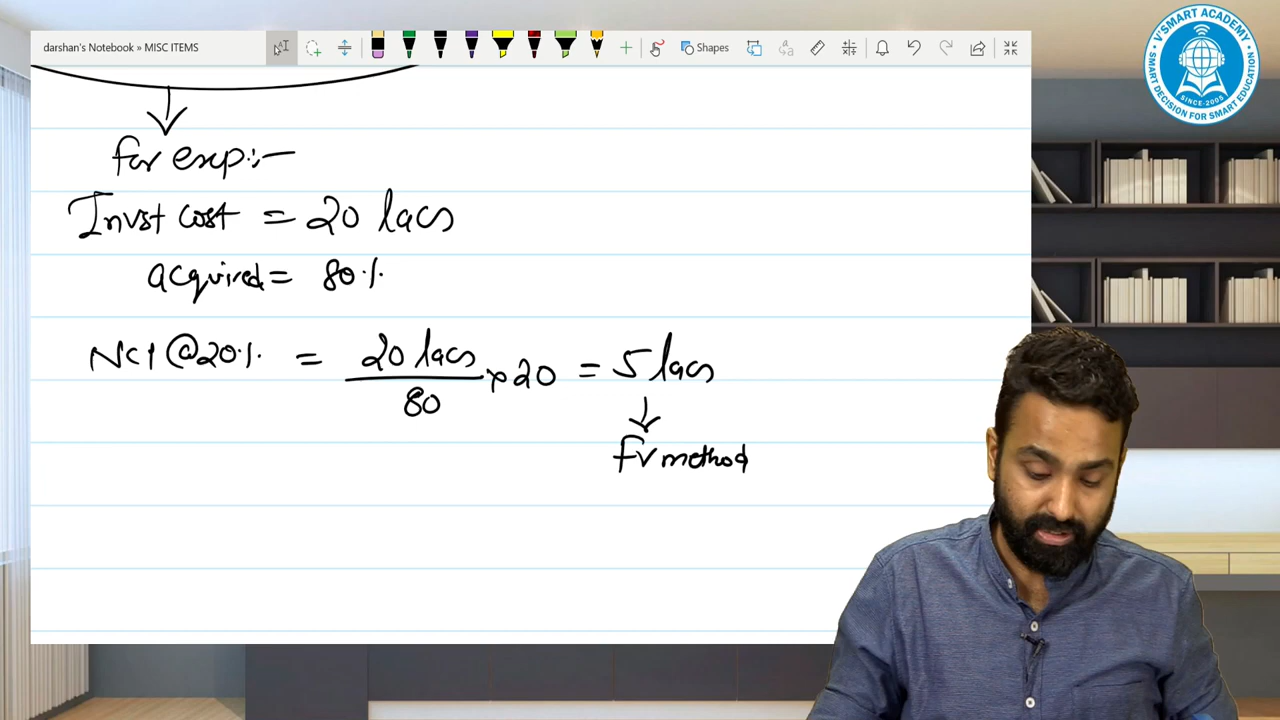 darshan's Notebook » MISC ITEMS
Shapes
V'SMART ACADEMY
SMART DECISION FOR SMART EDUCATION
SINCE-2005
for exp:-
Invst cost = 20 lacs
acquired = 80%
NCI @20% = 20 lacs / 80 × 20 = 5 lacs
FV method